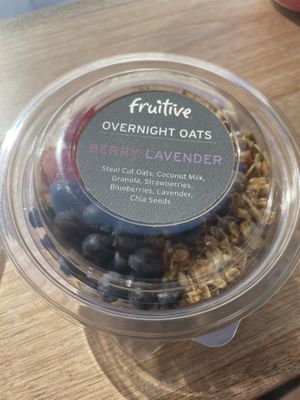 fruitive
OVERNIGHT OATS
BERRY LAVENDER
Steel Cut Oats, Coconut Milk,
Granola, Strawberries,
Blueberries, Lavender,
Chia Seeds